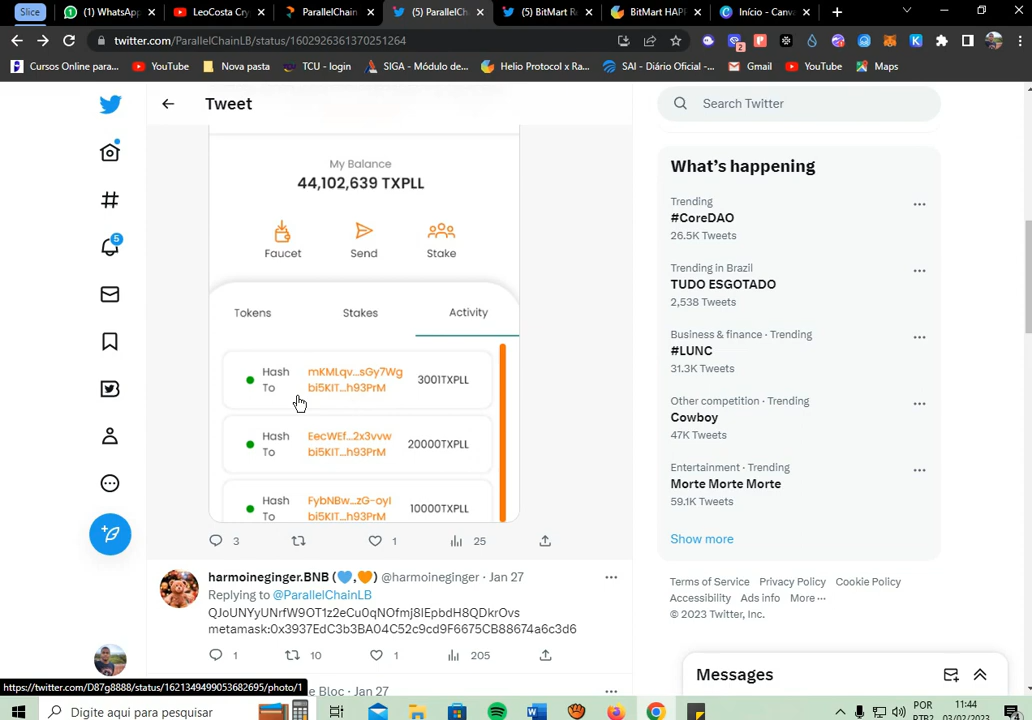 Slice
(1) WhatsApp
LeoCosta Cry
ParallelChain
(5) ParallelCh
(5) BitMart R
BitMart HAPI
Início - Canva
twitter.com/ParallelChainLB/status/1602926361370251264
2
Cursos Online para...
YouTube
Nova pasta
TCU - login
SIGA - Módulo de...
Helio Protocol x Ra...
SAI - Diário Oficial -...
Gmail
YouTube
Maps
Tweet
Search Twitter
My Balance
44,102,639 TXPLL
Faucet
Send
Stake
Tokens
Stakes
Activity
Hash
mKMLqv...sGy7Wg
To
bi5KIT...h93PrM
3001TXPLL
Hash
EecWEf...2x3vvw
To
bi5KIT...h93PrM
20000TXPLL
Hash
FybNBw...zG-oyI
To
bi5KIT...h93PrM
10000TXPLL
3
1
25
harmoineginger.BNB (🩵,🧡) @harmoineginger · Jan 27
Replying to @ParallelChainLB
QJoUNYyUNrfW9OT1z2eCu0qNOfmj8IEpbdH8QDkrOvs
metamask:0x3937EdC3b3BA04C52c9cd9F6675CB88674a6c3d6
1
10
1
205
e Bloc · Jan 27
5
What's happening
Trending
#CoreDAO
26.5K Tweets
Trending in Brazil
TUDO ESGOTADO
2,538 Tweets
Business & finance · Trending
#LUNC
31.3K Tweets
Other competition · Trending
Cowboy
47K Tweets
Entertainment · Trending
Morte Morte Morte
59.1K Tweets
Show more
Terms of Service Privacy Policy Cookie Policy
Accessibility Ads info More ···
© 2023 Twitter, Inc.
Messages
https://twitter.com/D87g8888/status/1621349499053682695/photo/1
Digite aqui para pesquisar
POR
PTB2
11:44
03/02/2023